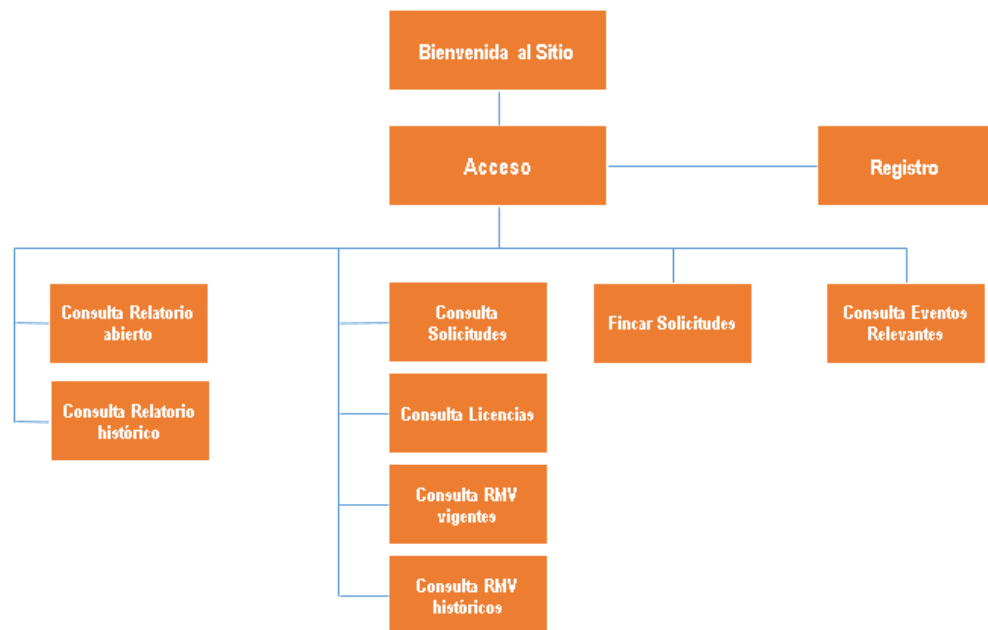 Bienvenida al Sitio
Acceso
Registro
Consulta Relatorio
abierto
Consulta Relatorio
histórico
Consulta
Solicitudes
Consulta Licencias
Consulta RMV
vigentes
Consulta RMV
históricos
Fincar Solicitudes
Consulta Eventos
Relevantes